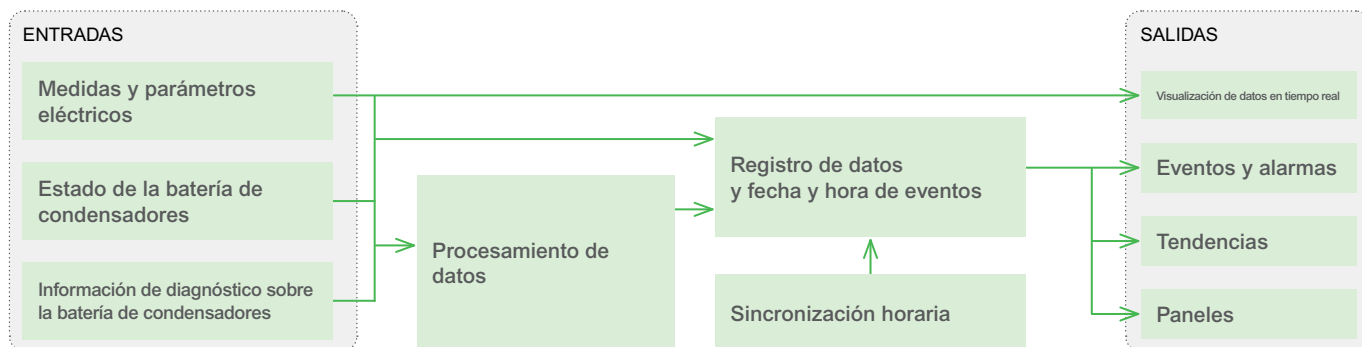 ENTRADAS
Medidas y parámetros
eléctricos
Estado de la batería de
condensadores
Información de diagnóstico sobre
la batería de condensadores
Procesamiento de
datos
Registro de datos
y fecha y hora de eventos
Sincronización horaria
SALIDAS
Visualización de datos en tiempo real
Eventos y alarmas
Tendencias
Paneles